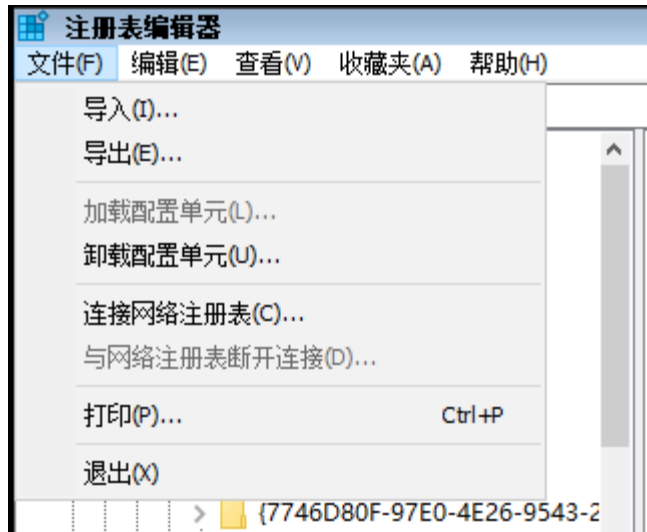 注册表编辑器
文件(F) 编辑(E) 查看(V) 收藏夹(A) 帮助(H)
导入(I)...
导出(E)...
加载配置单元(L)...
卸载配置单元(U)...
连接网络注册表(C)...
与网络注册表断开连接(D)...
打印(P)... Ctrl+P
退出(X)
{7746D80F-97E0-4E26-9543-2